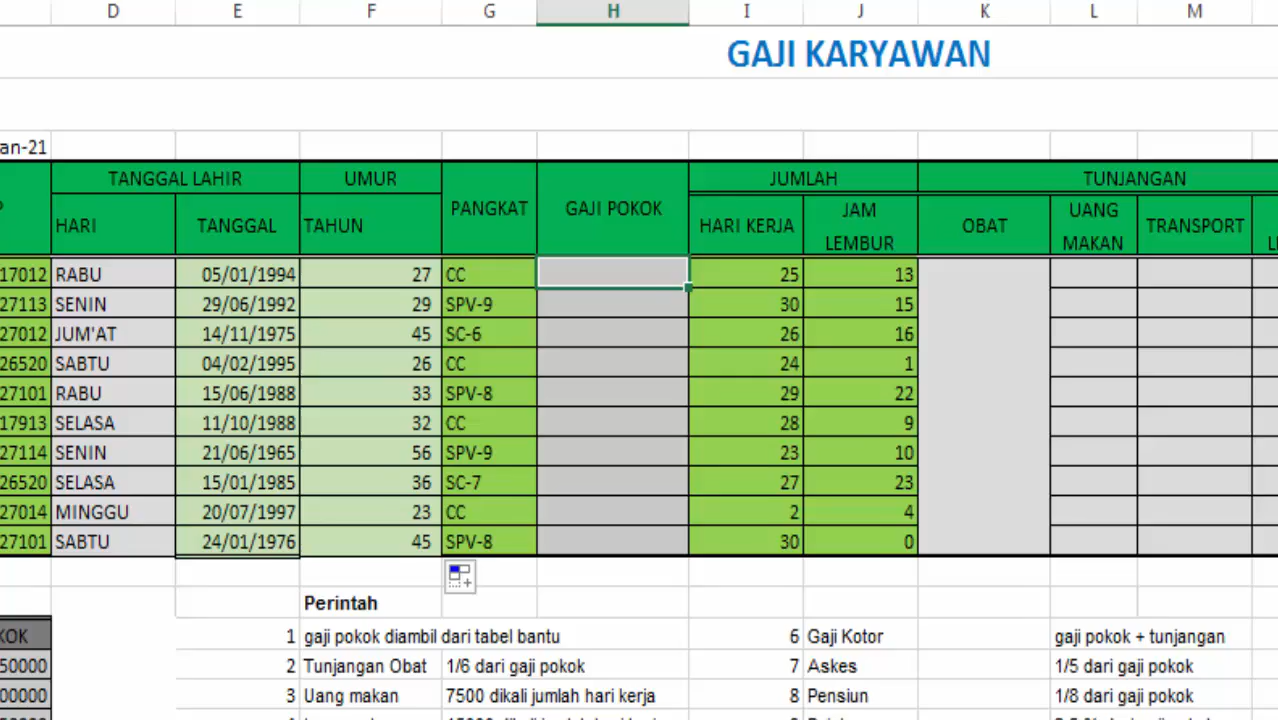 D E F G H I J K L M
GAJI KARYAWAN
an-21
TANGGAL LAHIR UMUR PANGKAT GAJI POKOK JUMLAH TUNJANGAN
HARI TANGGAL TAHUN HARI KERJA JAM LEMBUR OBAT UANG MAKAN TRANSPORT
17012 RABU 05/01/1994 27 CC 25 13
27113 SENIN 29/06/1992 29 SPV-9 30 15
27012 JUM'AT 14/11/1975 45 SC-6 26 16
26520 SABTU 04/02/1995 26 CC 24 1
27101 RABU 15/06/1988 33 SPV-8 29 22
17913 SELASA 11/10/1988 32 CC 28 9
27114 SENIN 21/06/1965 56 SPV-9 23 10
26520 SELASA 15/01/1985 36 SC-7 27 23
27014 MINGGU 20/07/1997 23 CC 2 4
27101 SABTU 24/01/1976 45 SPV-8 30 0
Perintah
KOK 1 gaji pokok diambil dari tabel bantu 6 Gaji Kotor gaji pokok + tunjangan
50000 2 Tunjangan Obat 1/6 dari gaji pokok 7 Askes 1/5 dari gaji pokok
00000 3 Uang makan 7500 dikali jumlah hari kerja 8 Pensiun 1/8 dari gaji pokok